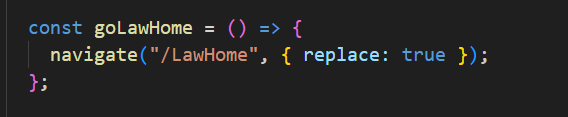 const goLawHome = () => {
  navigate("/LawHome", { replace: true });
};